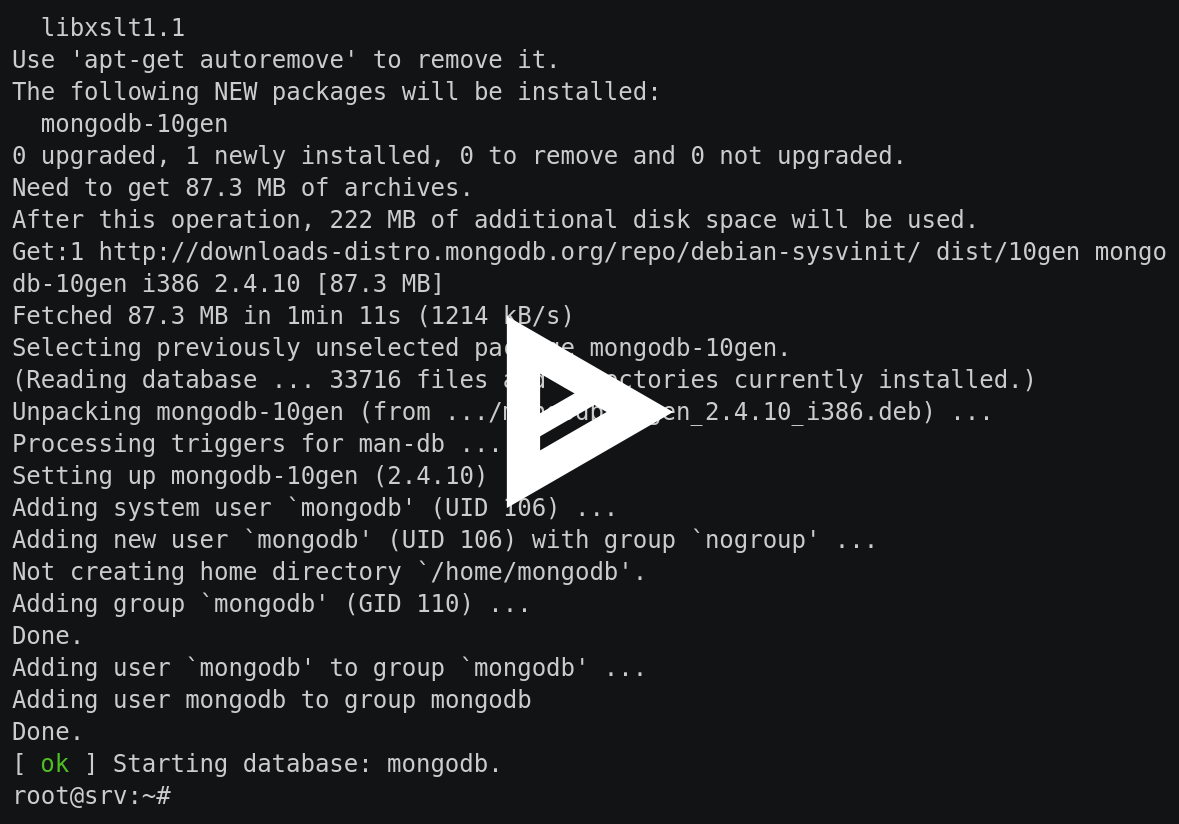 libxslt1.1
Use 'apt-get autoremove' to remove it.
The following NEW packages will be installed:
mongodb-10gen
0 upgraded, 1 newly installed, 0 to remove and 0 not upgraded.
Need to get 87.3 MB of archives.
After this operation, 222 MB of additional disk space will be used.
Get:1 http://downloads-distro.mongodb.org/repo/debian-sysvinit/ dist/10gen mongo
db-10gen i386 2.4.10 [87.3 MB]
Fetched 87.3 MB in 1min 11s (1214 kB/s)
Selecting previously unselected package mongodb-10gen.
(Reading database ... 33716 files and directories currently installed.)
Unpacking mongodb-10gen (from .../mongodb-10gen_2.4.10_i386.deb) ...
Processing triggers for man-db ...
Setting up mongodb-10gen (2.4.10)
Adding system user `mongodb' (UID 106) ...
Adding new user `mongodb' (UID 106) with group `nogroup' ...
Not creating home directory `/home/mongodb'.
Adding group `mongodb' (GID 110) ...
Done.
Adding user `mongodb' to group `mongodb' ...
Adding user mongodb to group mongodb
Done.
[ ok ] Starting database: mongodb.
root@srv:~#